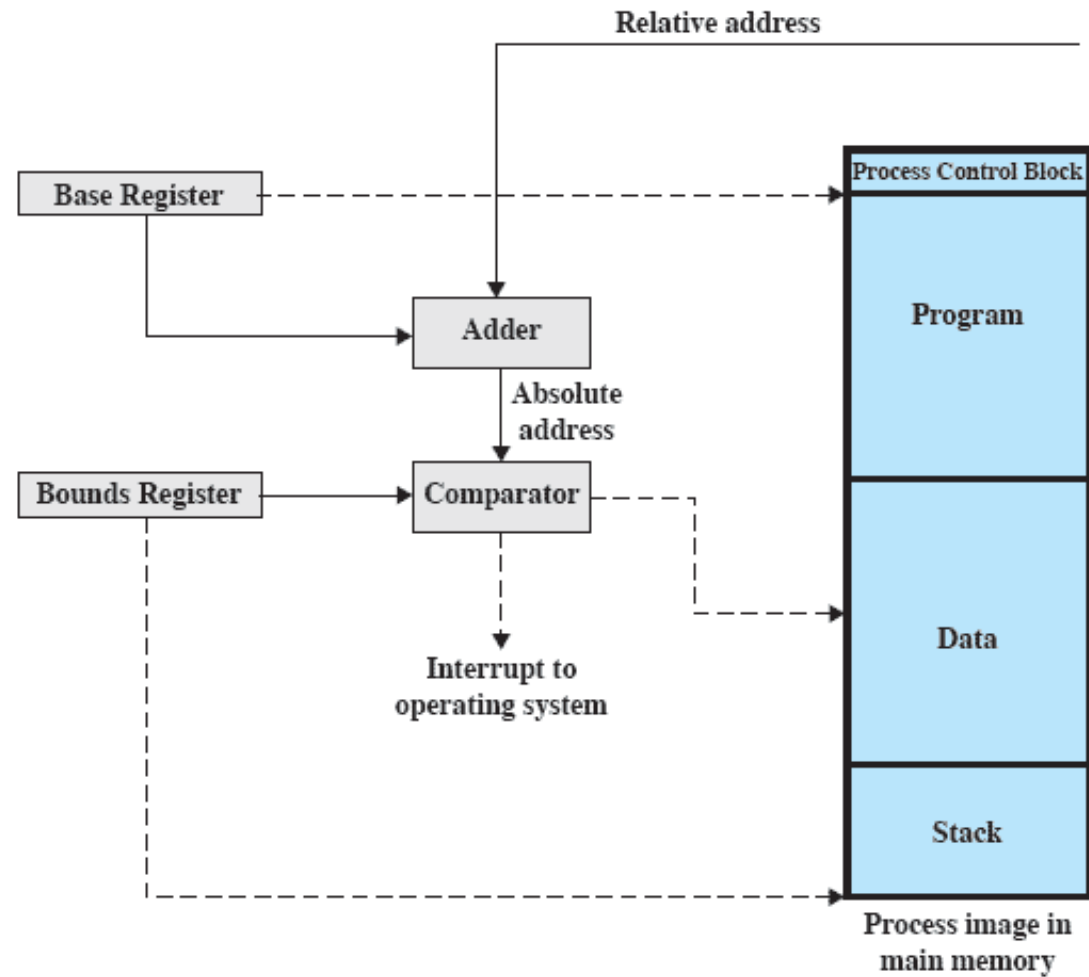 Relative address
Process Control Block
Base Register
Program
Adder
Absolute
address
Bounds Register
Comparator
Data
Interrupt to
operating system
Stack
Process image in
main memory